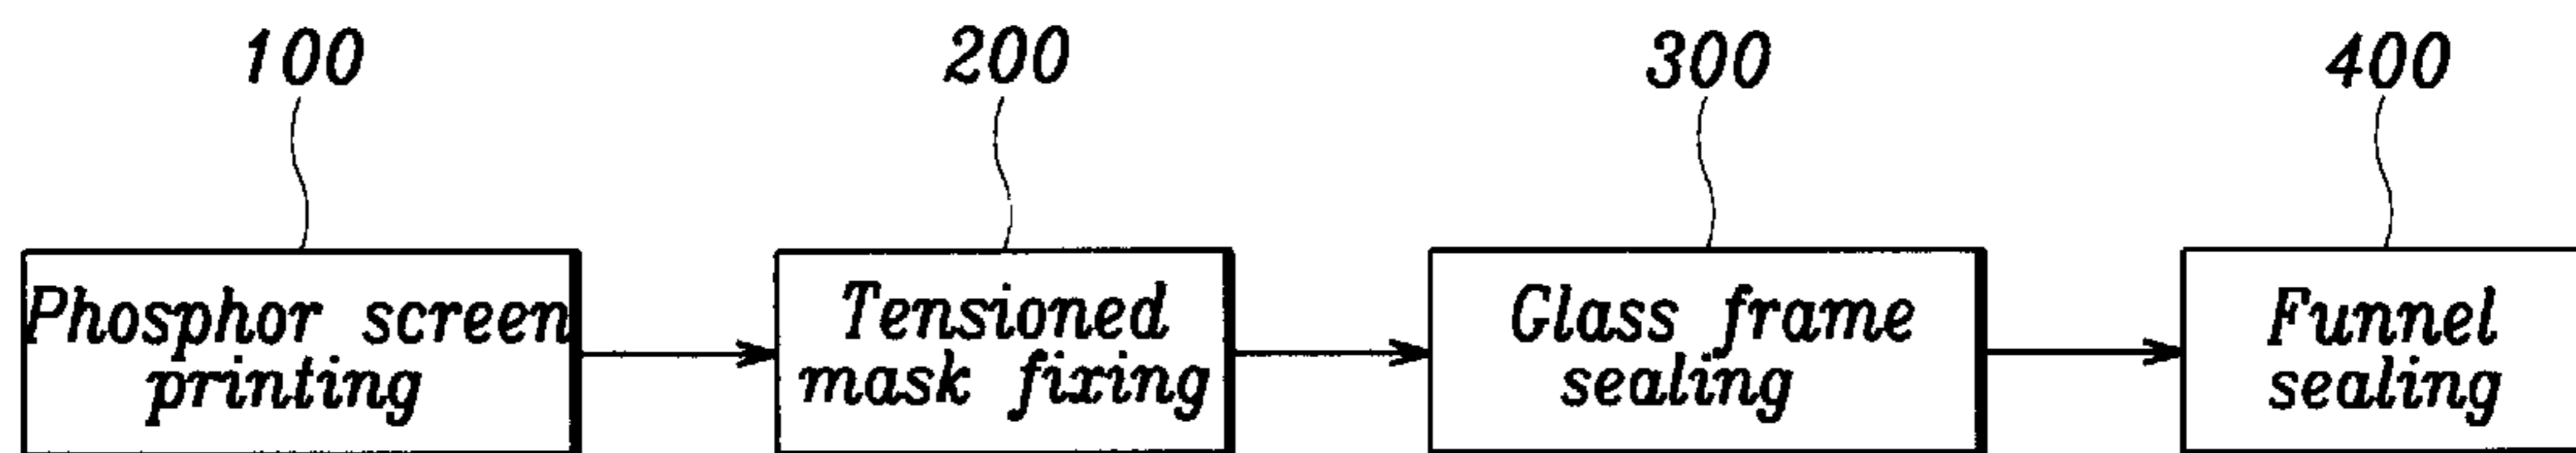 100 200 300 400
Phosphor screen Tensioned Glass frame Funnel
printing mask fixing sealing sealing